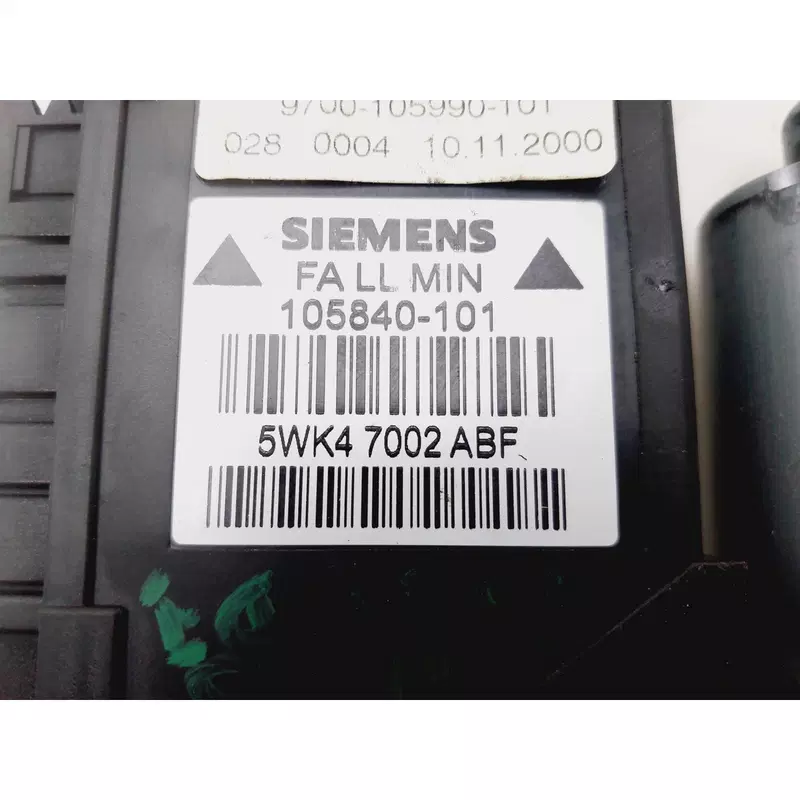 9700-105990-101
028 0004 10.11.2000
SIEMENS
FA LL MIN
105840-101
5WK4 7002 ABF